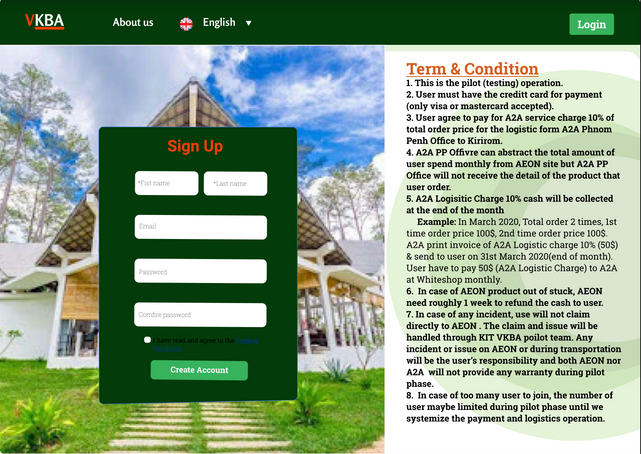 VKBA
About us
English
Login
Sign Up
*Fist name
*Last name
Email
Password
Comfire password
I have read and agree to the
Create Account
Term & Condition
1. This is the pilot (testing) operation.
2. User must have the creditt card for payment
(only visa or mastercard accepted).
3. User agree to pay for A2A service charge 10% of
total order price for the logistic form A2A Phnom
Penh Office to Kirirom.
4. A2A PP Offivre can abstract the total amount of
user spend monthly from AEON site but A2A PP
Office will not receive the detail of the product that
user order.
5. A2A Logisitic Charge 10% cash will be collected
at the end of the month
Example: In March 2020, Total order 2 times, 1st
time order price 100$, 2nd time order price 100$.
A2A print invoice of A2A Logistic charge 10% (50$)
& send to user on 31st March 2020(end of month).
User have to pay 50$ (A2A Logistic Charge) to A2A
at Whiteshop monthly.
6. In case of AEON product out of stuck, AEON
need roughly 1 week to refund the cash to user.
7. In case of any incident, use will not claim
directly to AEON . The claim and issue will be
handled through KIT VKBA poilot team. Any
incident or issue on AEON or during transportation
will be the user's responsibility and both AEON nor
A2A will not provide any warranty during pilot
phase.
8. In case of too many user to join, the number of
user maybe limited during pilot phase until we
systemize the payment and logistics operation.